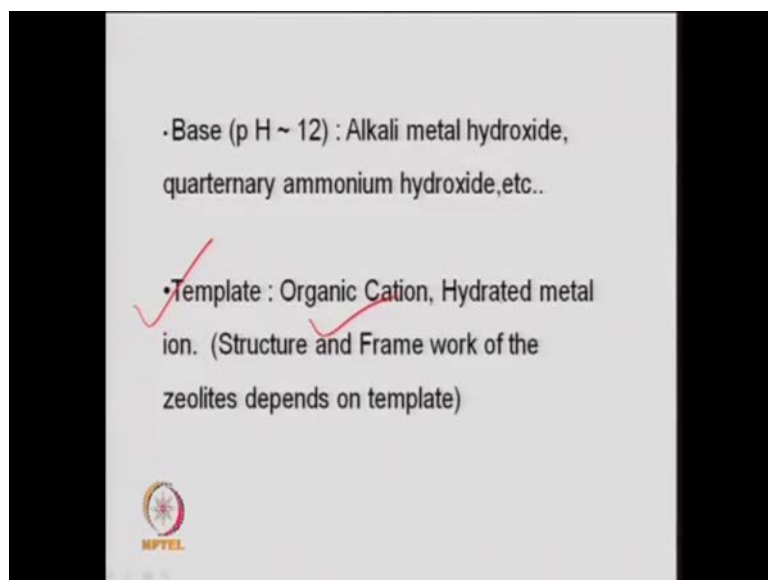 ·Base (p H ~ 12) : Alkali metal hydroxide,
quarternary ammonium hydroxide,etc..
•Template : Organic Cation, Hydrated metal
ion. (Structure and Frame work of the
zeolites depends on template)
NPTEL